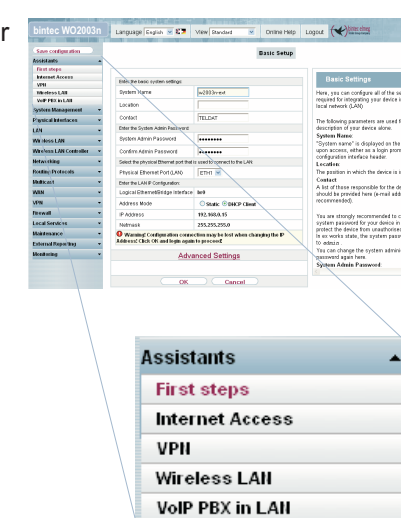 r
bintec WO2003n
Language English View Standard Online Help Logout
Save configuration
Assistants
First steps
Internet Access
VPN
Wireless LAN
VoIP PBX in LAN
System Management
Physical Interfaces
LAN
Wireless LAN
Wireless LAN Controller
Networking
Routing Protocols
Multicast
WAN
VPN
Firewall
Local Services
Maintenance
External Reporting
Monitoring
Basic Setup
Enter the basic system settings:
System Name
Location
Contact TELDAT
Enter the System Admin Password:
System Admin Password ••••••••
Confirm Admin Password ••••••••
Select the physical Ethernet port that is used to connect to the LAN:
Physical Ethernet Port (LAN) ETH1
Enter the LAN IP Configuration:
Logical Ethernet/Bridge Interface
Address Mode Static DHCP Client
IP Address 192.168.0.15
Netmask 255.255.255.0
Warning! Configuration connection may be lost when changing the IP
Address! Click OK and login again to proceed!
Advanced Settings
OK Cancel
Basic Settings
Here, you can configure all of the
required for integrating your device
local network (LAN)
The following parameters are used
description of your device alone.
System Name:
"System name" is displayed on the
upon access, either as a login
configuration interface header.
Location:
The position in which the device is
Contact
A list of those responsible for the
should be provided here (e-mail
recommended).
You are strongly recommended to
system password for your device in
protect the device from unauthorised
In ex works state, the system
to
You can change the system
password again here.
System Admin Password
Assistants
First steps
Internet Access
VPN
Wireless LAN
VoIP PBX in LAN